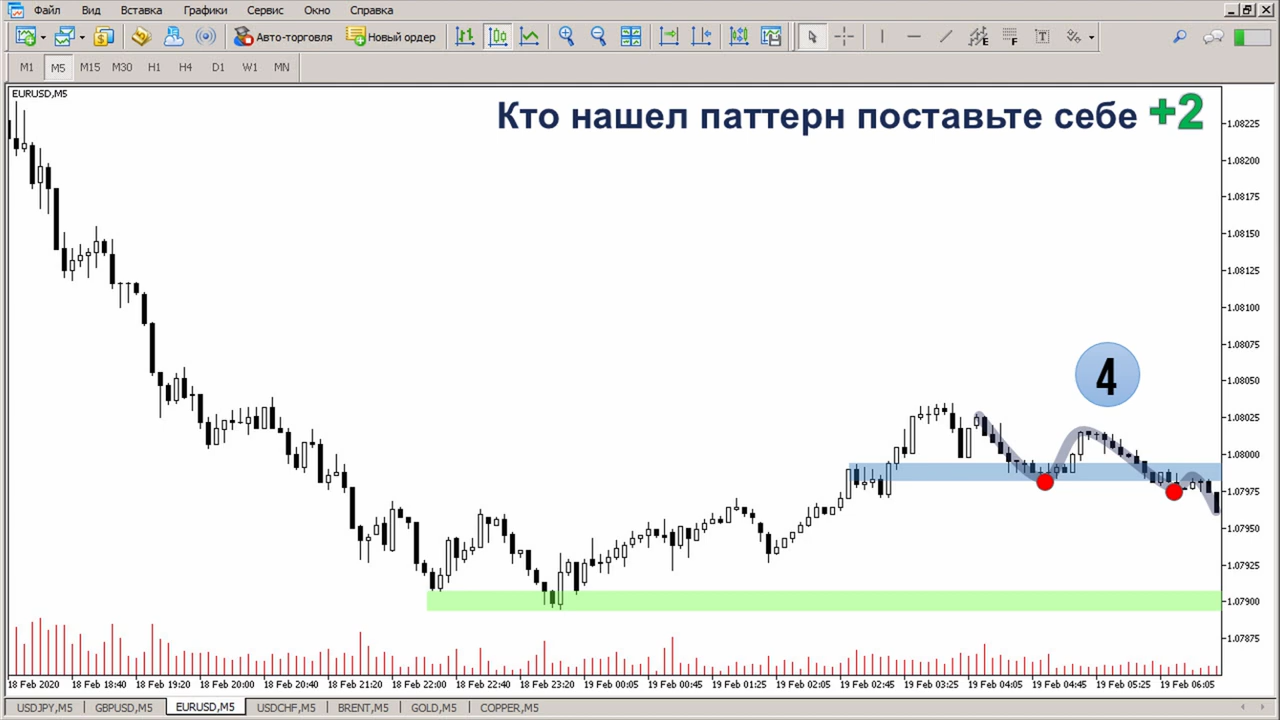 Файл Вид Вставка Графики Сервис Окно Справка
Авто-торговля Новый ордер
M1 M5 M15 M30 H1 H4 D1 W1 MN
EURUSD,M5
Кто нашел паттерн поставьте себе +2
1.08225
1.08200
1.08175
1.08150
1.08125
1.08100
1.08075
1.08050
4
1.08025
1.08000
1.07975
1.07950
1.07925
1.07900
1.07875
18 Feb 2020 18 Feb 18:40 18 Feb 19:20 18 Feb 20:00 18 Feb 20:40 18 Feb 21:20 18 Feb 22:00 18 Feb 22:40 18 Feb 23:20 19 Feb 00:05 19 Feb 00:45 19 Feb 01:25 19 Feb 02:05 19 Feb 02:45 19 Feb 03:25 19 Feb 04:05 19 Feb 04:45 19 Feb 05:25 19 Feb 06:05
USDJPY,M5 GBPUSD,M5 EURUSD,M5 USDCHF,M5 BRENT,M5 GOLD,M5 COPPER,M5